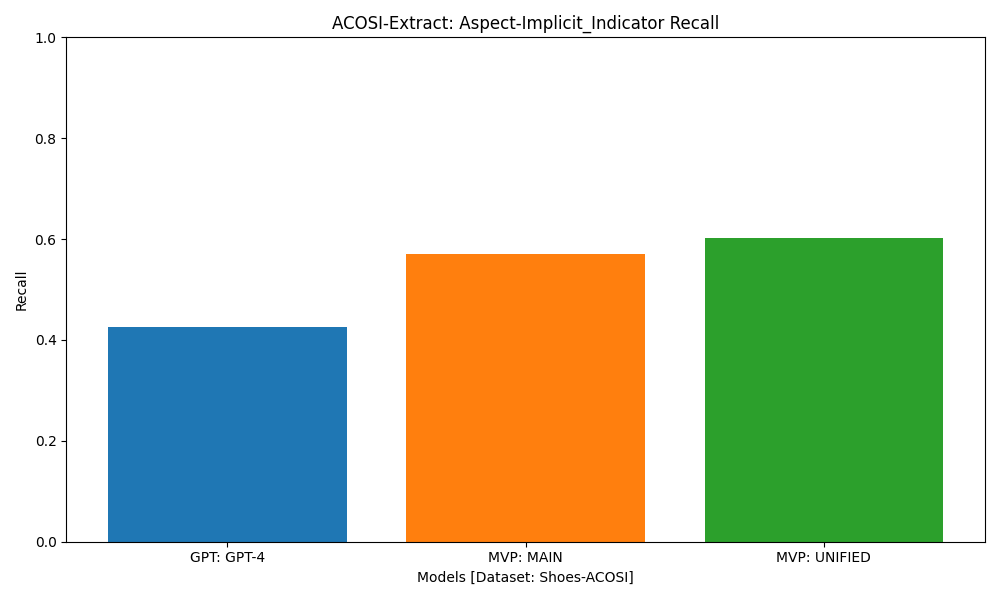 ACOSI-Extract: Aspect-Implicit_Indicator Recall
1.0
0.8
0.6
0.4
0.2
0.0
Recall
GPT: GPT-4
MVP: MAIN
MVP: UNIFIED
Models [Dataset: Shoes-ACOSI]